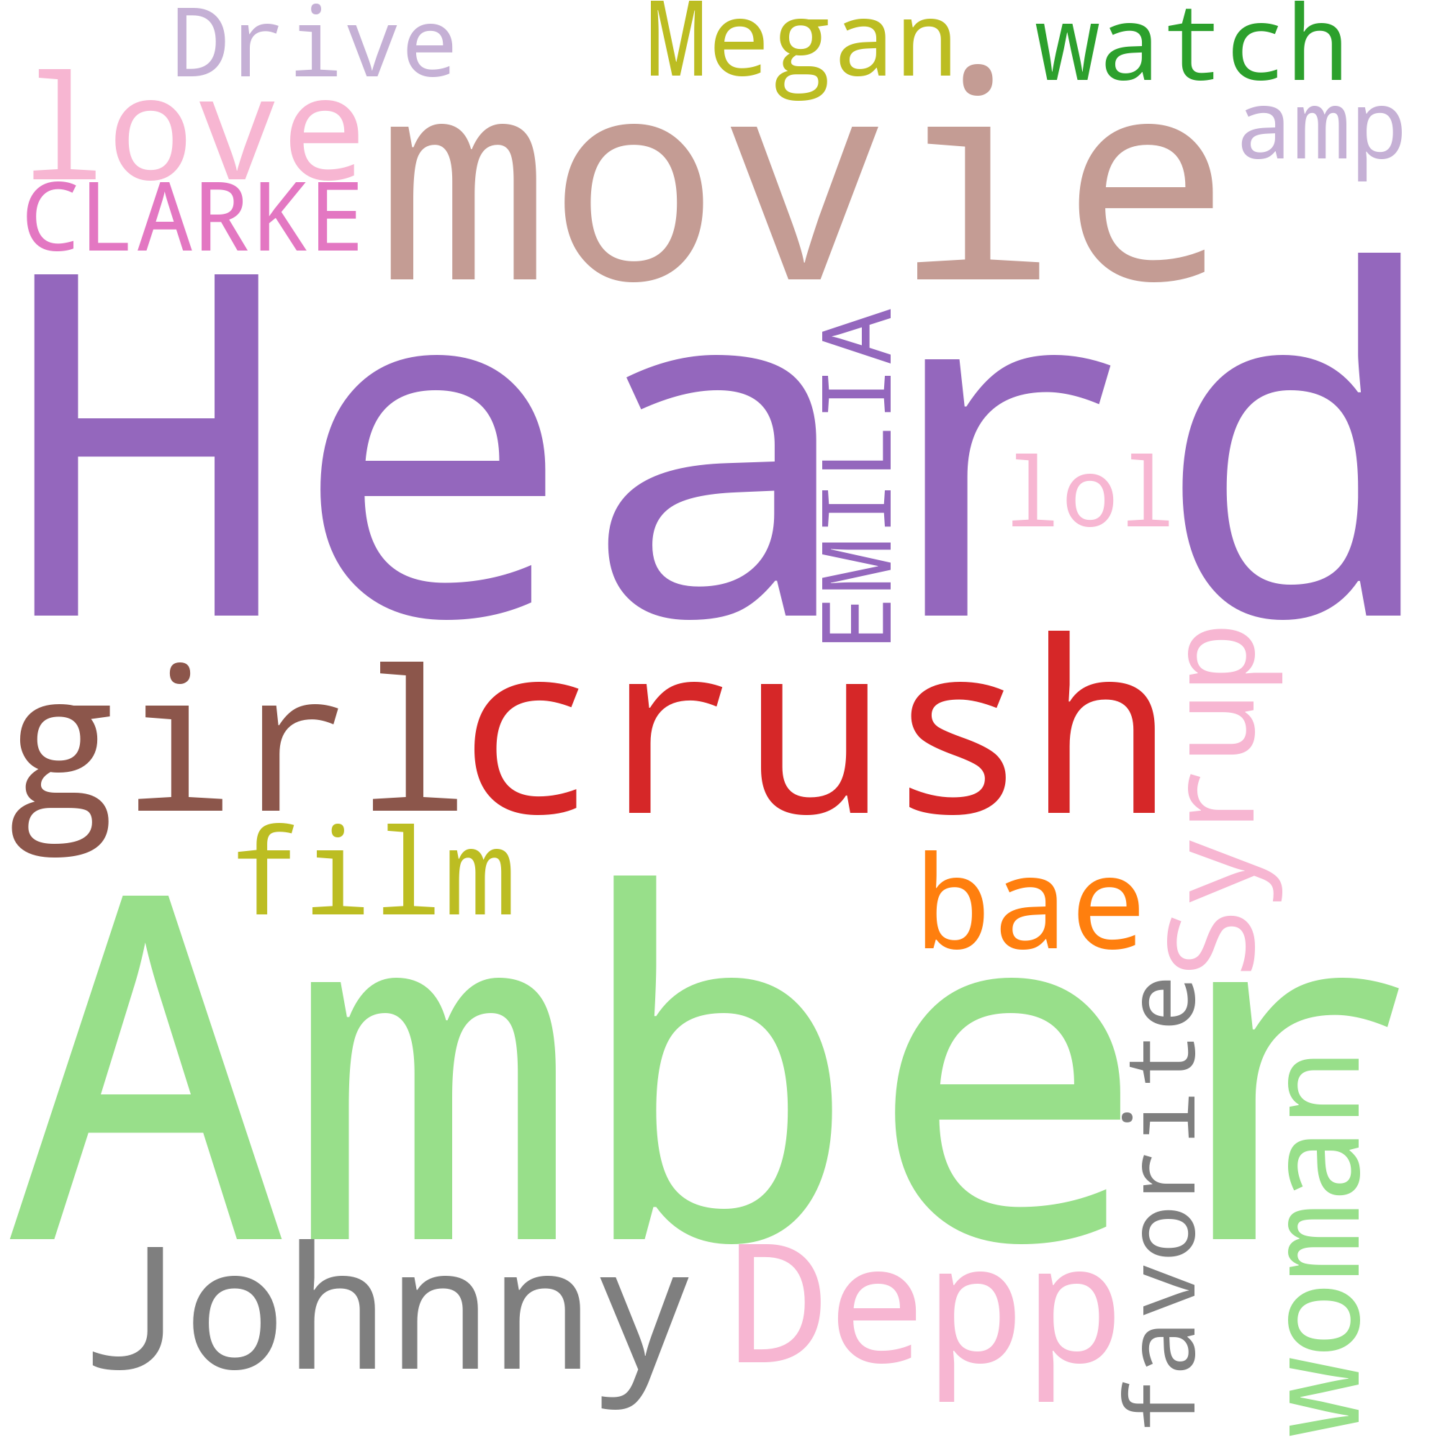 Drive
Megan
watch
love
movie
amp
CLARKE
Heard
EMILIA
lol
girl
crush
Syrup
film
bae
Amber
favorite
woman
Johnny
Depp